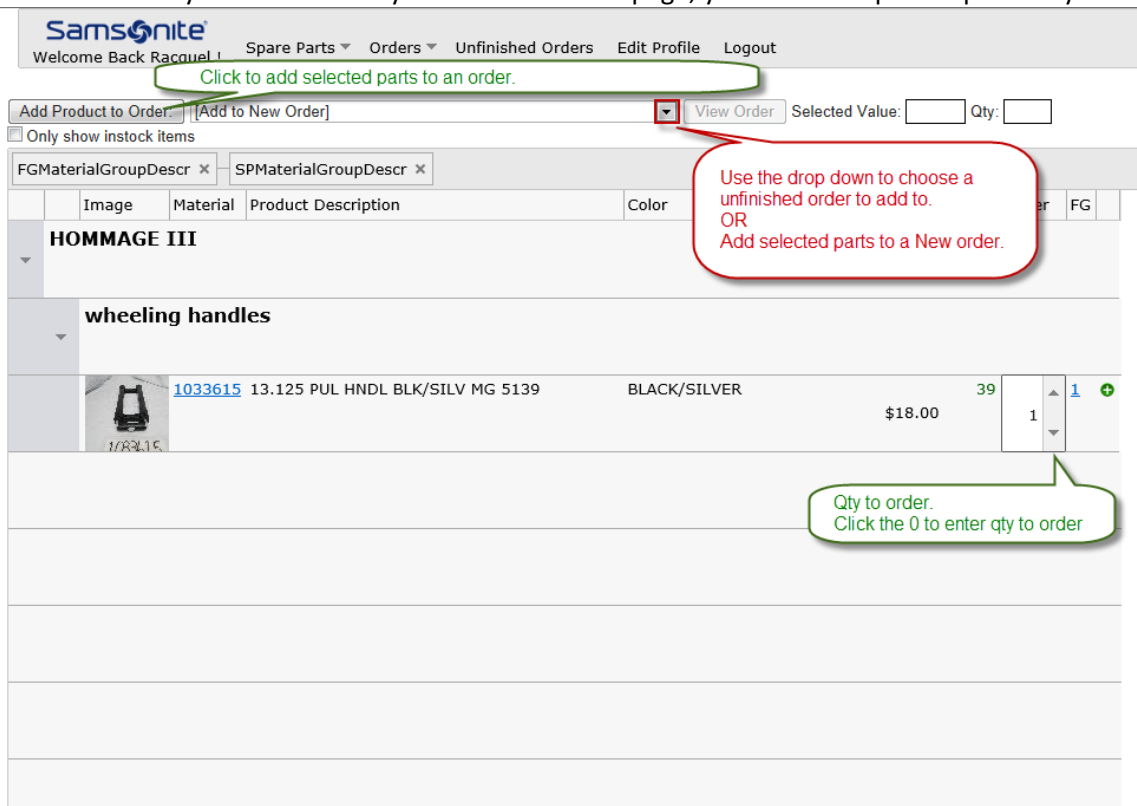 Samsonite
Welcome Back Racquel !
Spare Parts Orders Unfinished Orders Edit Profile Logout
Click to add selected parts to an order.
Add Product to Order: [Add to New Order] View Order Selected Value: Qty:
Only show instock items
FGMaterialGroupDescr × SPMaterialGroupDescr ×
Use the drop down to choose a
unfinished order to add to.
OR
Add selected parts to a New order.
Image Material Product Description Color FG
HOMMAGE III
wheeling handles
1033615 13.125 PUL HNDL BLK/SILV MG 5139 BLACK/SILVER $18.00 39 1 1
Qty to order.
Click the 0 to enter qty to order